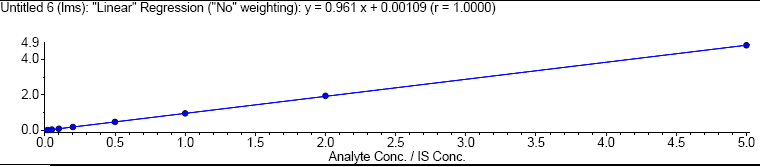 Untitled 6 (Ims): "Linear" Regression ("No" weighting): y = 0.961 x + 0.00109 (r = 1.0000)
4.9
4.0
2.0
0.0
0.0 0.5 1.0 1.5 2.0 2.5 3.0 3.5 4.0 4.5 5.0
Analyte Conc. / IS Conc.